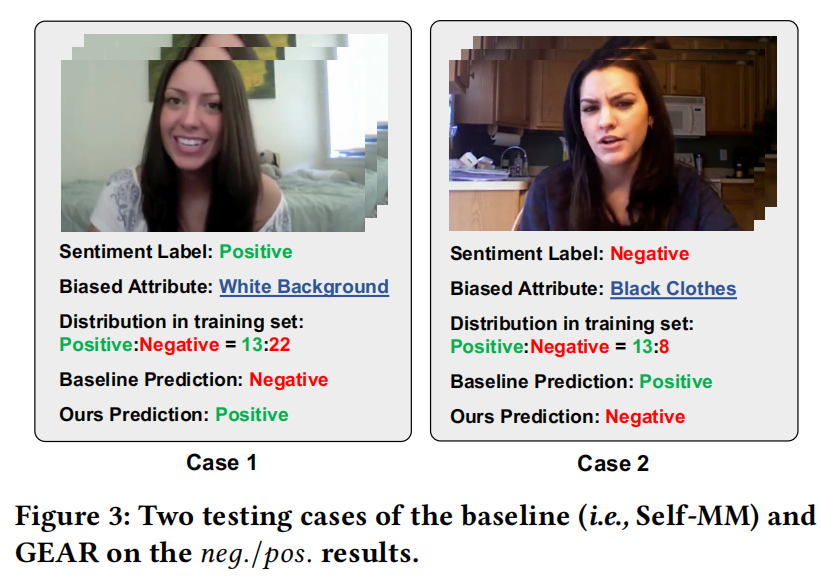 Sentiment Label: Positive
Biased Attribute: White Background
Distribution in training set:
Positive:Negative = 13:22
Baseline Prediction: Negative
Ours Prediction: Positive
Case 1
Sentiment Label: Negative
Biased Attribute: Black Clothes
Distribution in training set:
Positive:Negative = 13:8
Baseline Prediction: Positive
Ours Prediction: Negative
Case 2
Figure 3: Two testing cases of the baseline (i.e., Self-MM) and
GEAR on the neg./pos. results.